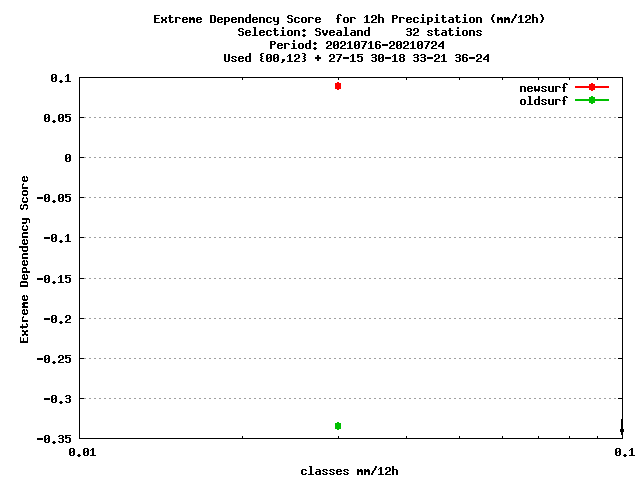 Extreme Dependency Score  for 12h Precipitation (mm/12h)
Selection: Svealand     32 stations
Period: 20210716-20210724
Used {00,12} + 27-15 30-18 33-21 36-24
newsurf
oldsurf
0.1
0.05
0
-0.05
-0.1
-0.15
-0.2
-0.25
-0.3
-0.35
Extreme Dependency Score
0.01
0.1
classes mm/12h